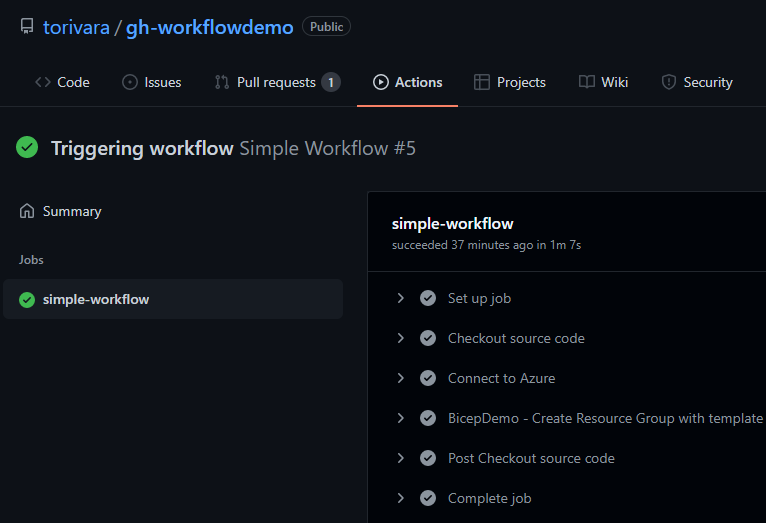 torivara / gh-workflowdemo Public
Code Issues Pull requests 1 Actions Projects Wiki Security
Triggering workflow Simple Workflow #5
Summary
Jobs
simple-workflow
simple-workflow
succeeded 37 minutes ago in 1m 7s
Set up job
Checkout source code
Connect to Azure
BicepDemo - Create Resource Group with template
Post Checkout source code
Complete job